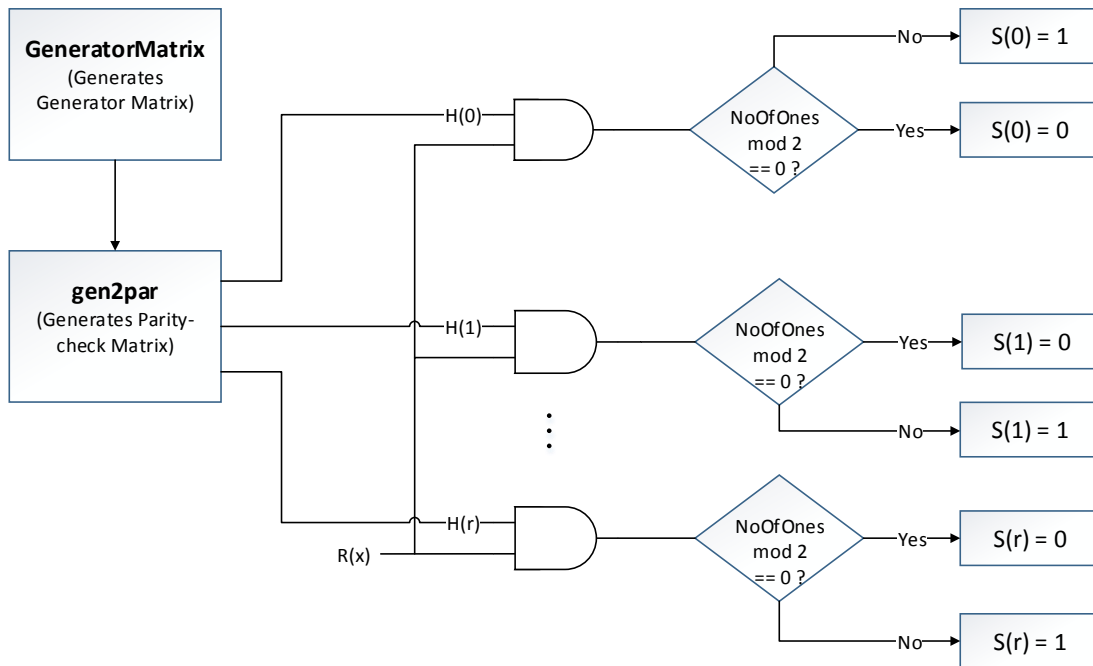 GeneratorMatrix
(Generates
Generator Matrix)
No
S(0) = 1
H(0)
NoOfOnes
mod 2
== 0 ?
Yes
S(0) = 0
gen2par
(Generates Parity-
check Matrix)
H(1)
NoOfOnes
mod 2
== 0 ?
Yes
S(1) = 0
No
S(1) = 1
H(r)
R(x)
NoOfOnes
mod 2
== 0 ?
Yes
S(r) = 0
No
S(r) = 1